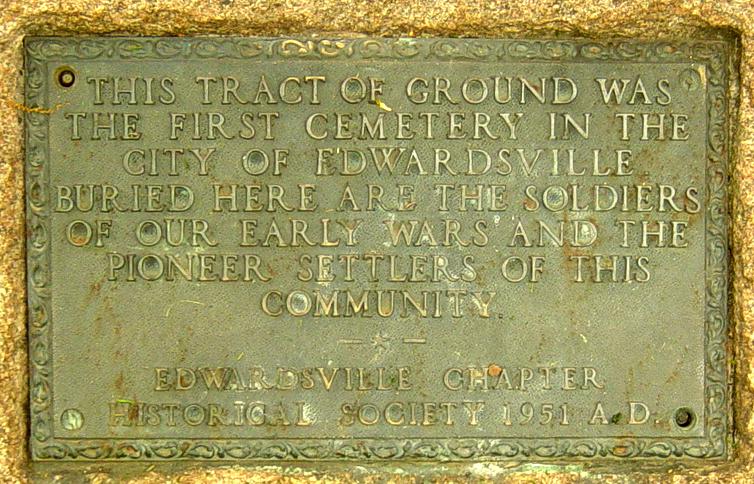 THIS TRACT OF GROUND WAS
THE FIRST CEMETERY IN THE
CITY OF EDWARDSVILLE
BURIED HERE ARE THE SOLDIERS
OF OUR EARLY WARS AND THE
PIONEER SETTLERS OF THIS
COMMUNITY.
EDWARDSVILLE CHAPTER
HISTORICAL SOCIETY 1951 A.D.